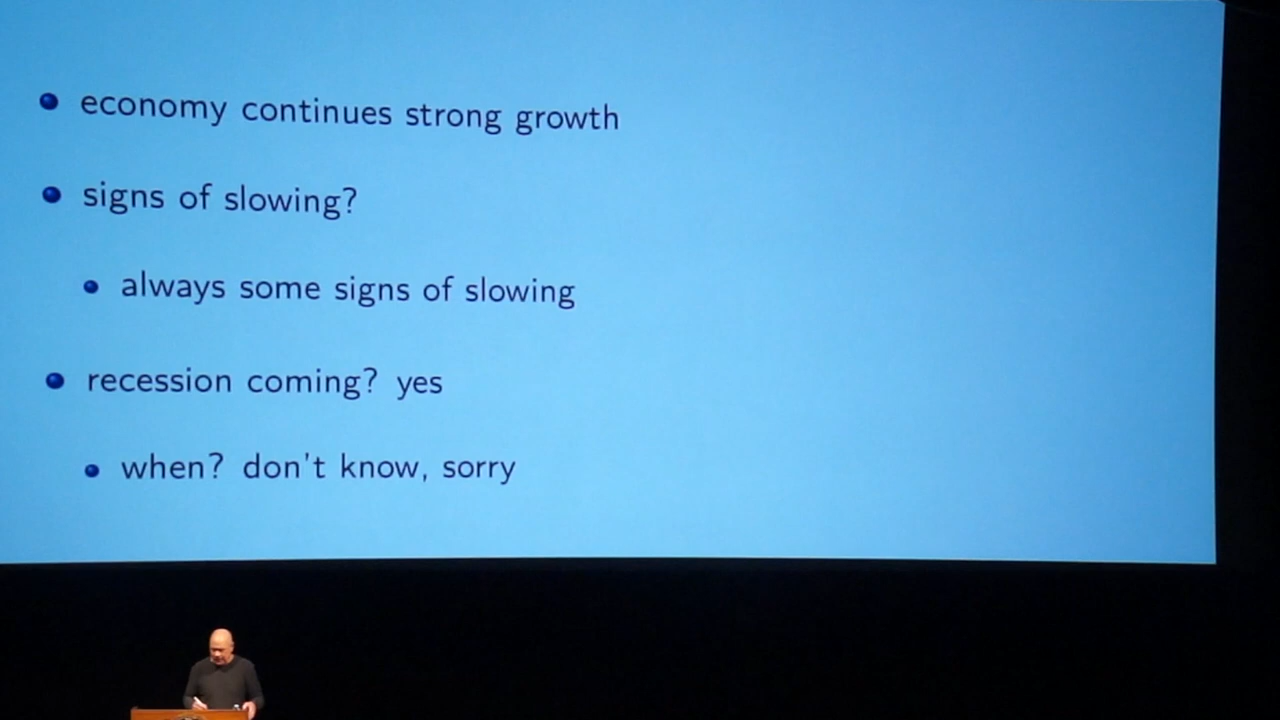 economy continues strong growth
signs of slowing?
always some signs of slowing
recession coming? yes
when? don't know, sorry